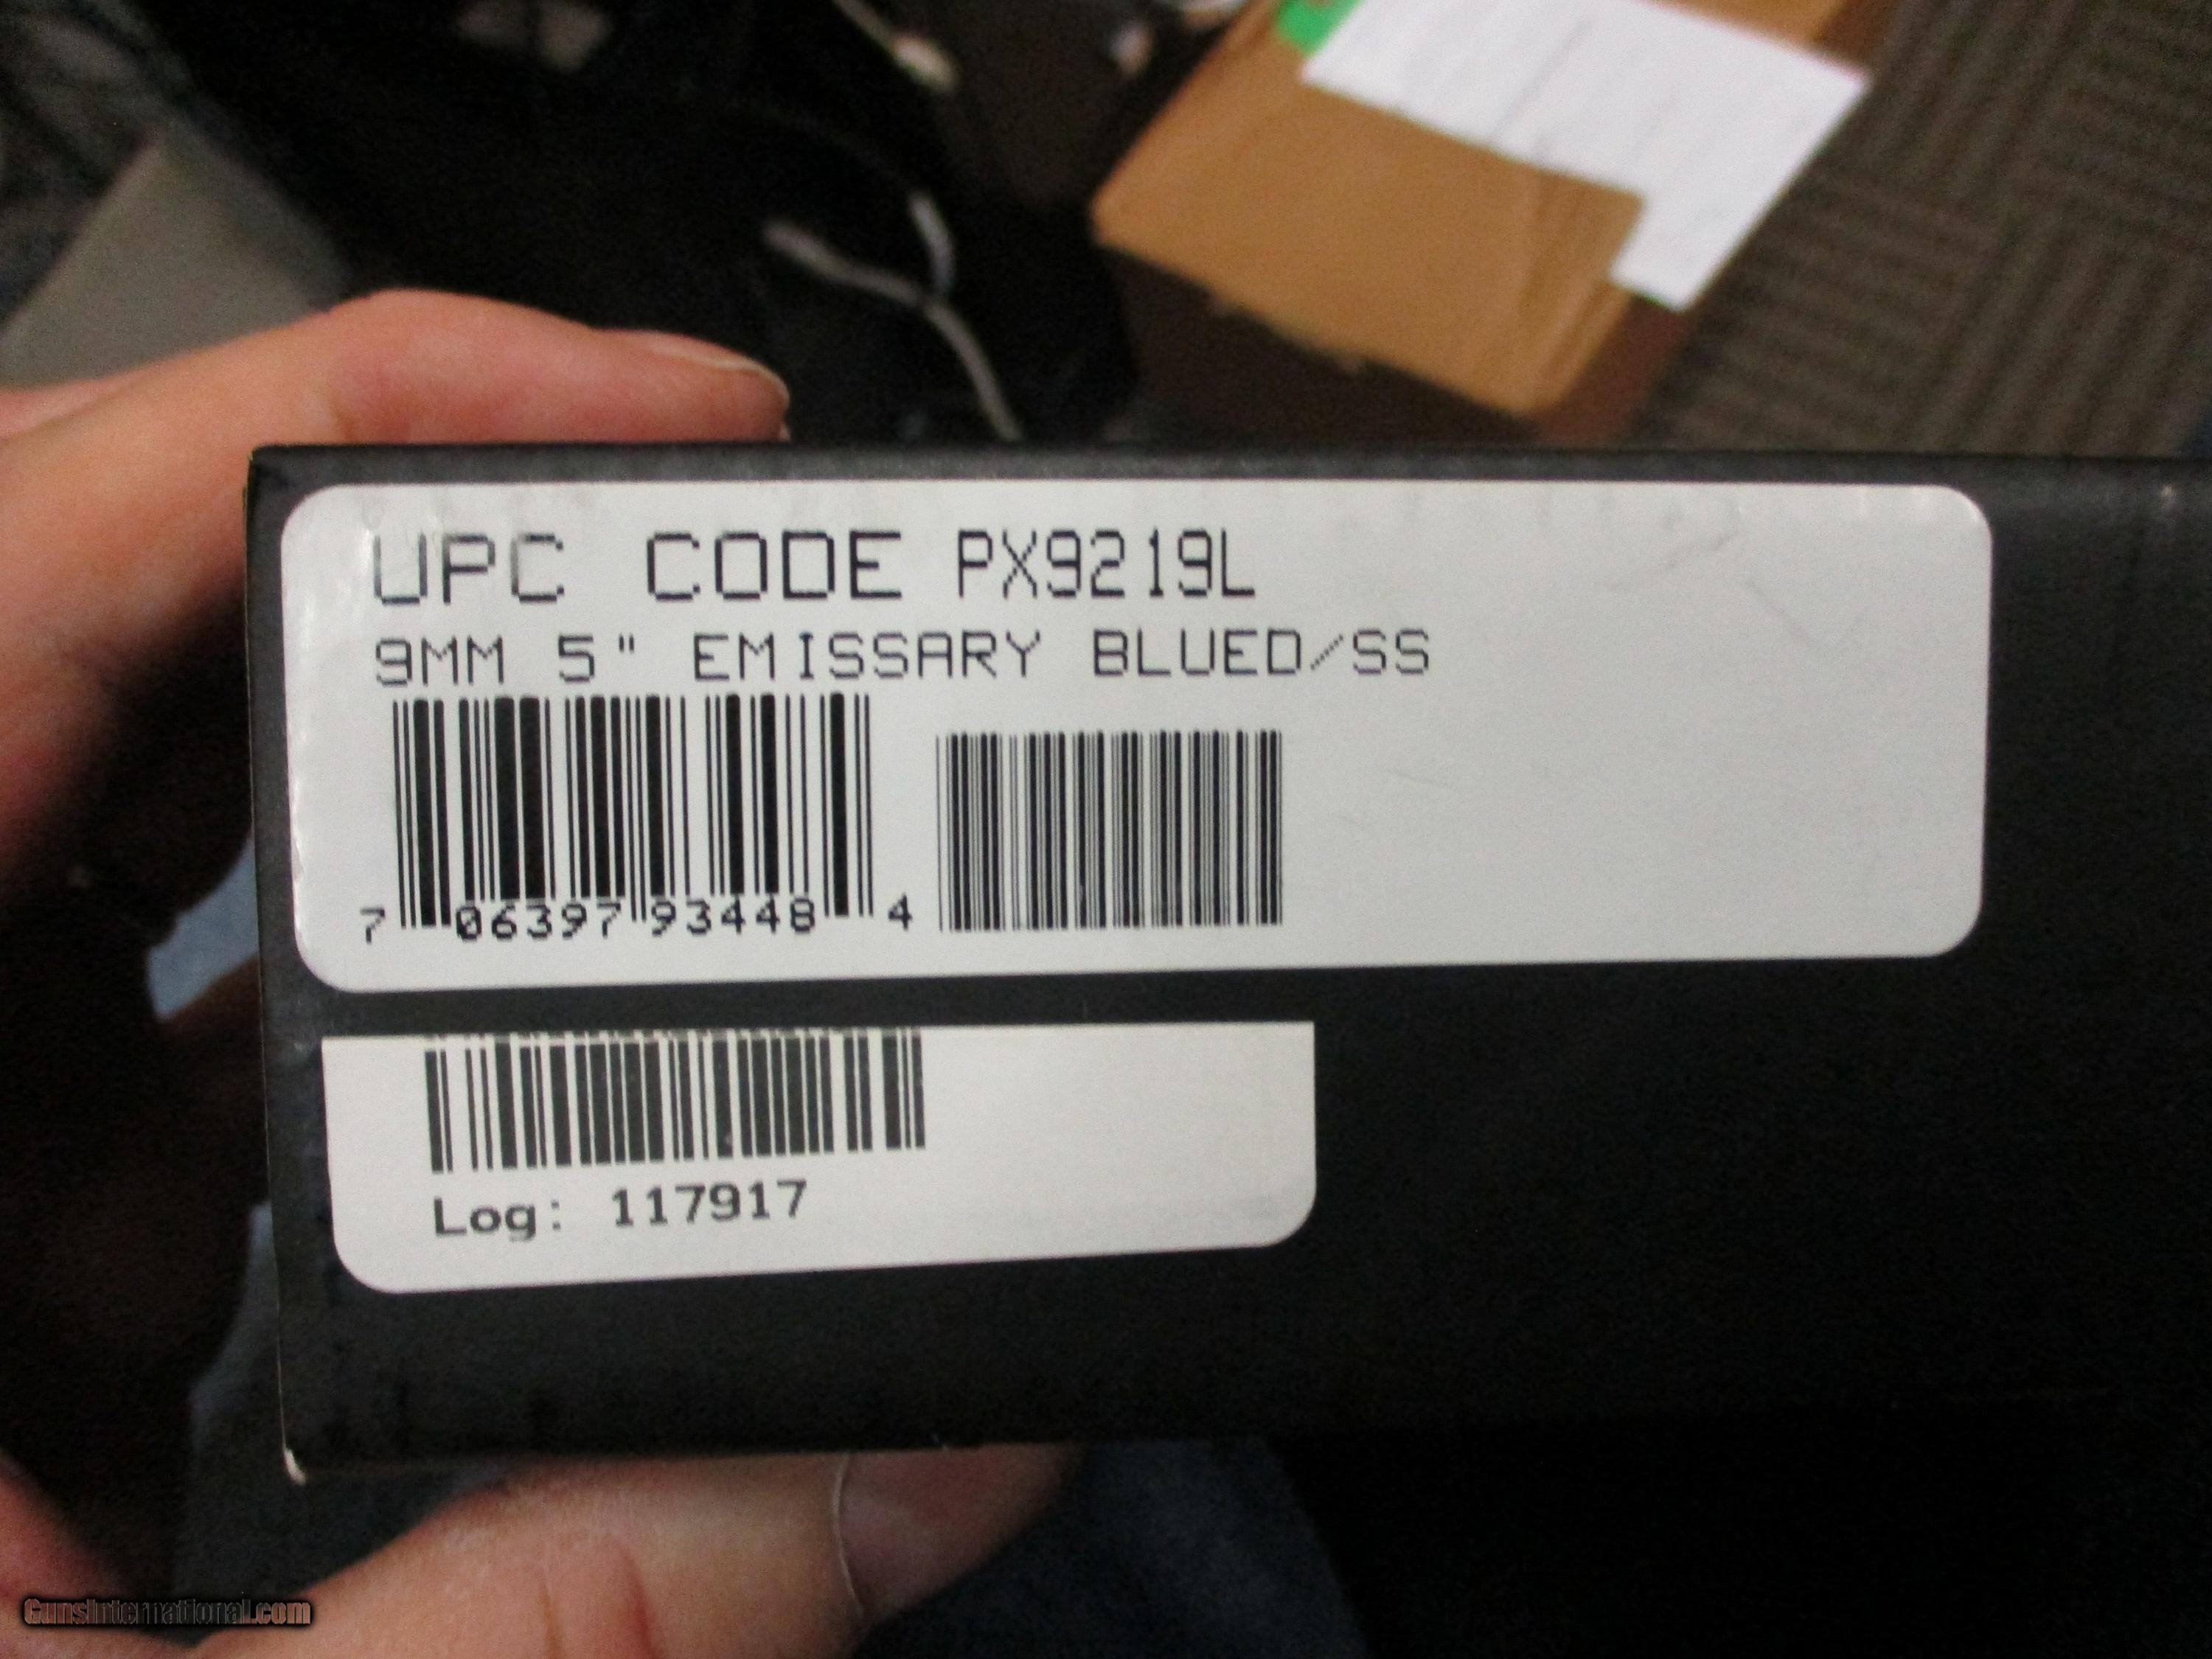 UPC CODE PX9219L
9MM 5" EMISSARY BLUED/SS
7 06397 93448 4
Log: 117917
GunsInternational.com